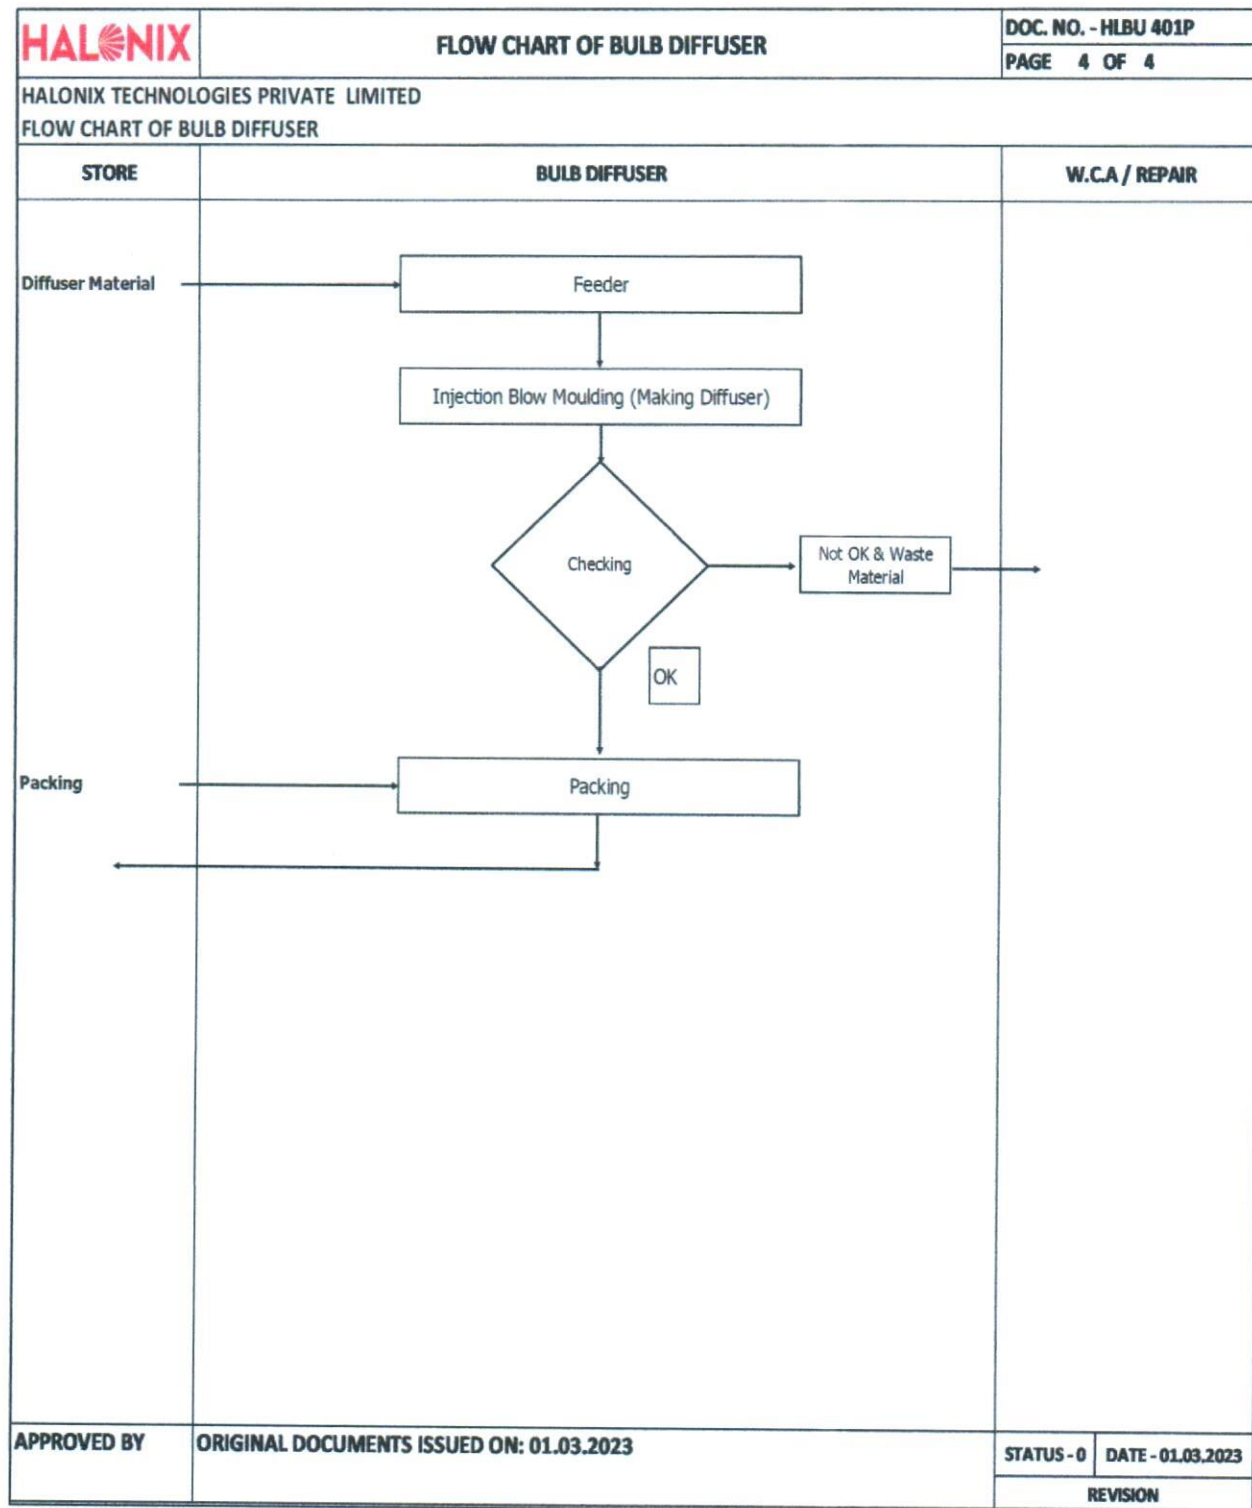 HALONIX
FLOW CHART OF BULB DIFFUSER
DOC. NO. - HLBU 401P
PAGE 4 OF 4
HALONIX TECHNOLOGIES PRIVATE LIMITED
FLOW CHART OF BULB DIFFUSER
STORE
BULB DIFFUSER
W.C.A / REPAIR
Diffuser Material
Feeder
Injection Blow Moulding (Making Diffuser)
Checking
Not OK & Waste
Material
OK
Packing
Packing
APPROVED BY
ORIGINAL DOCUMENTS ISSUED ON: 01.03.2023
STATUS - 0
DATE - 01.03.2023
REVISION